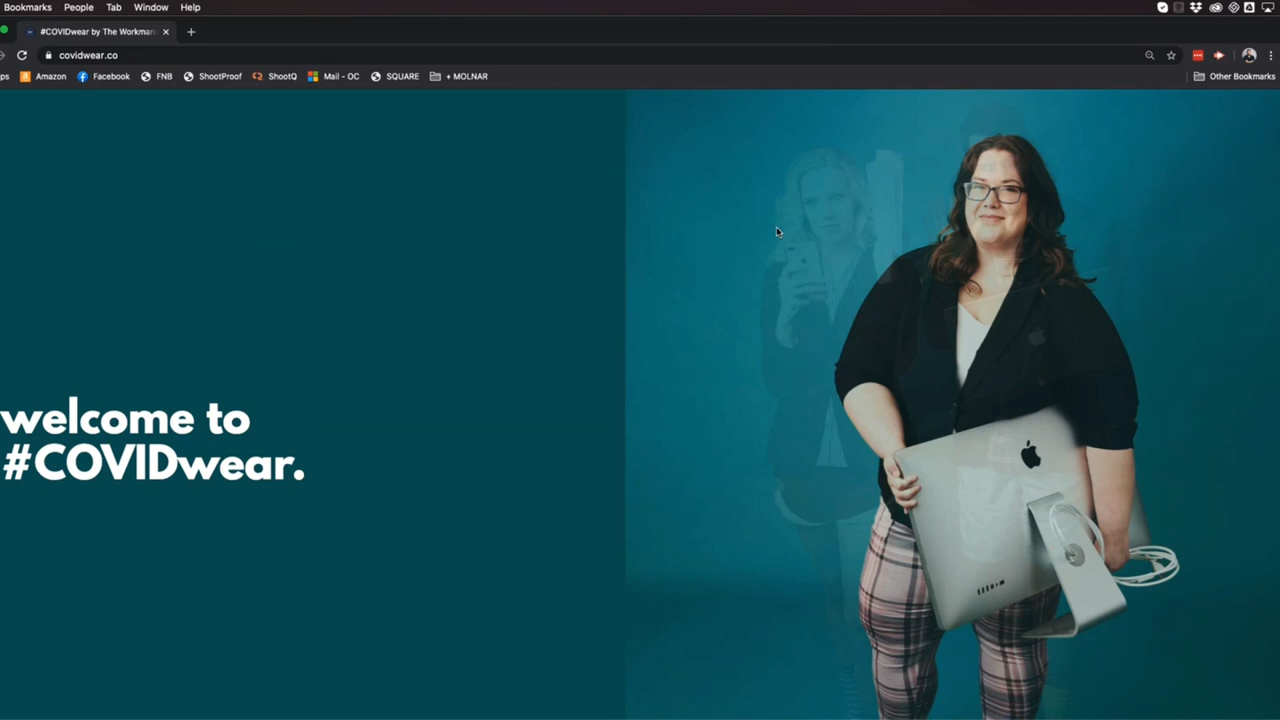 Bookmarks People Tab Window Help
#COVIDwear by The Workman
covidwear.co
ps Amazon Facebook FNB ShootProof ShootQ Mail - OC SQUARE + MOLNAR Other Bookmarks
welcome to
#COVIDwear.